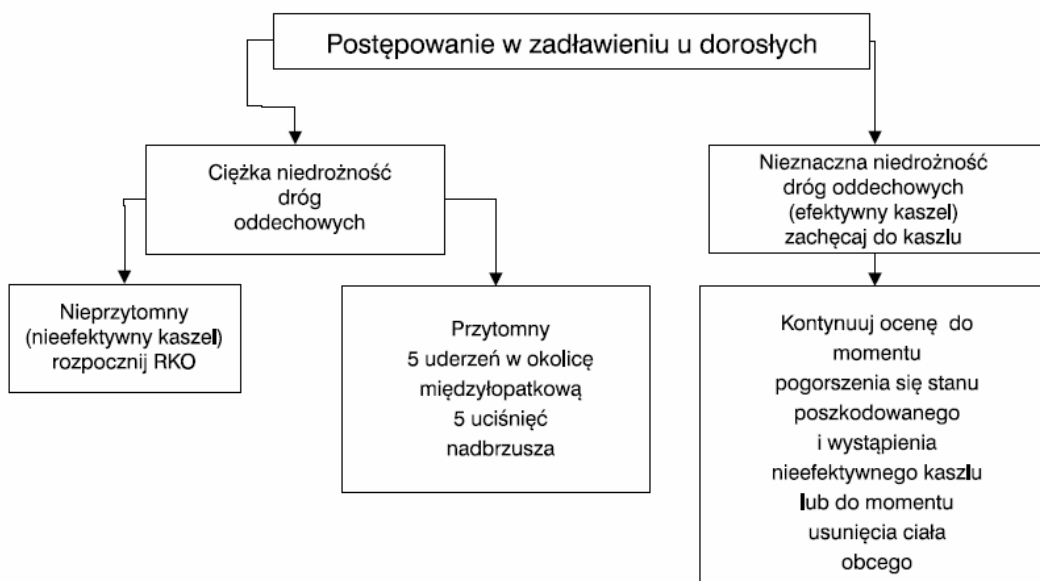 Postępowanie w zadławieniu u dorosłych
Ciężka niedrożność
dróg
oddechowych
Nieznaczna niedrożność
dróg oddechowych
(efektywny kaszel)
zachęcaj do kaszlu
Nieprzytomny
(nieefektywny kaszel)
rozpocznij RKO
Przytomny
5 uderzeń w okolicę
międzyłopatkową
5 uciśnięć
nadbrzusza
Kontynuuj ocenę do
momentu
pogorszenia się stanu
poszkodowanego
i wystąpienia
nieefektywnego kaszlu
lub do momentu
usunięcia ciała
obcego